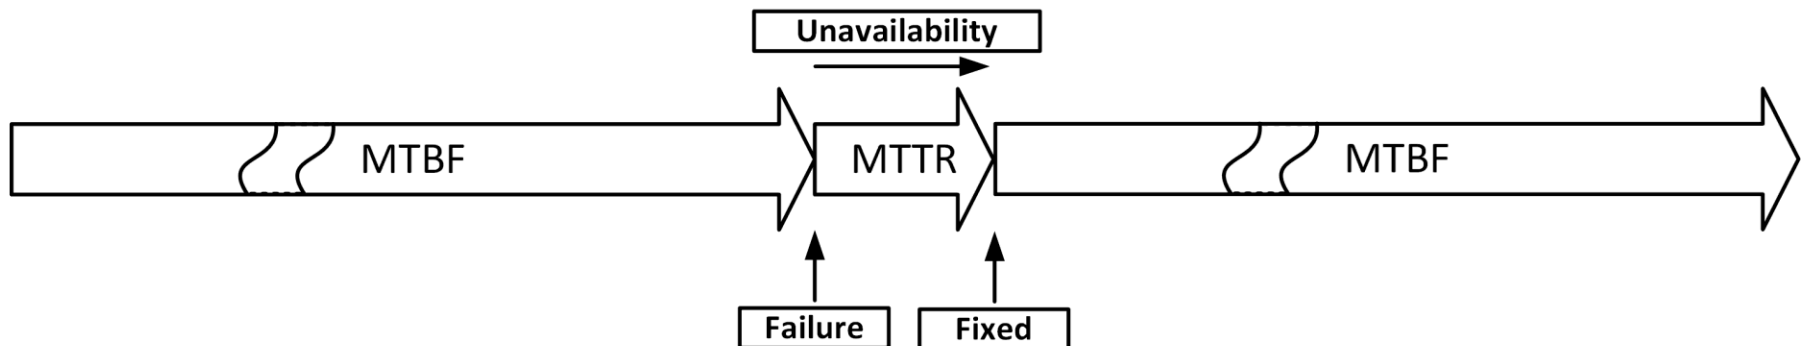 Unavailability
MTBF
MTTR
MTBF
Failure
Fixed